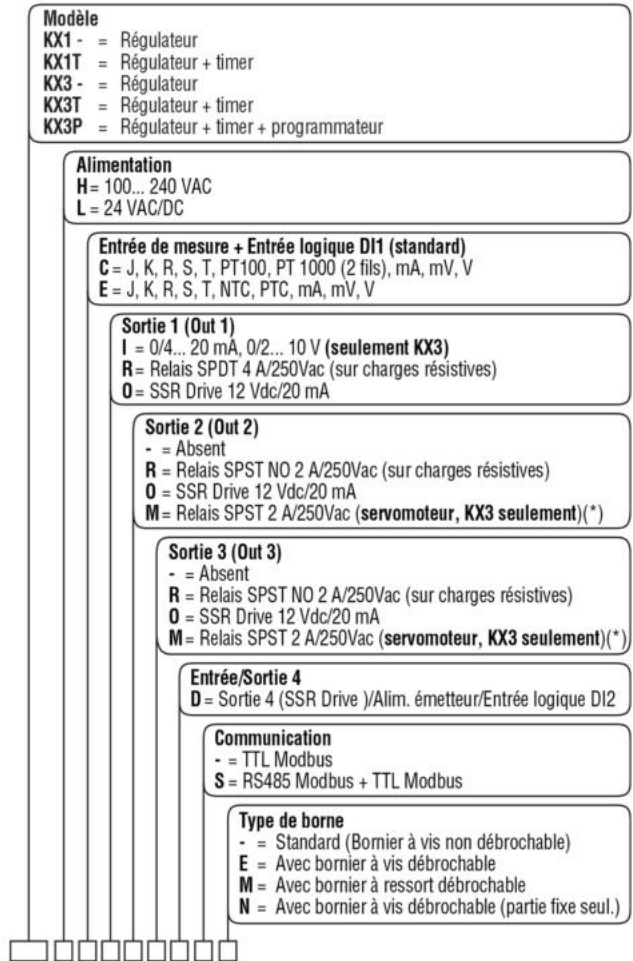 Modèle
KX1 - = Régulateur
KX1T = Régulateur + timer
KX3 - = Régulateur
KX3T = Régulateur + timer
KX3P = Régulateur + timer + programmateur
Alimentation
H = 100... 240 VAC
L = 24 VAC/DC
Entrée de mesure + Entrée logique DI1 (standard)
C = J, K, R, S, T, PT100, PT 1000 (2 fils), mA, mV, V
E = J, K, R, S, T, NTC, PTC, mA, mV, V
Sortie 1 (Out 1)
I = 0/4... 20 mA, 0/2... 10 V (seulement KX3)
R = Relais SPDT 4 A/250Vac (sur charges résistives)
O = SSR Drive 12 Vdc/20 mA
Sortie 2 (Out 2)
- = Absent
R = Relais SPST NO 2 A/250Vac (sur charges résistives)
O = SSR Drive 12 Vdc/20 mA
M = Relais SPST 2 A/250Vac (servomoteur, KX3 seulement)(*)
Sortie 3 (Out 3)
- = Absent
R = Relais SPST NO 2 A/250Vac (sur charges résistives)
O = SSR Drive 12 Vdc/20 mA
M = Relais SPST 2 A/250Vac (servomoteur, KX3 seulement)(*)
Entrée/Sortie 4
D = Sortie 4 (SSR Drive )/Alim. émetteur/Entrée logique DI2
Communication
- = TTL Modbus
S = RS485 Modbus + TTL Modbus
Type de borne
- = Standard (Bornier à vis non débrochable)
E = Avec bornier à vis débrochable
M = Avec bornier à ressort débrochable
N = Avec bornier à vis débrochable (partie fixe seul.)